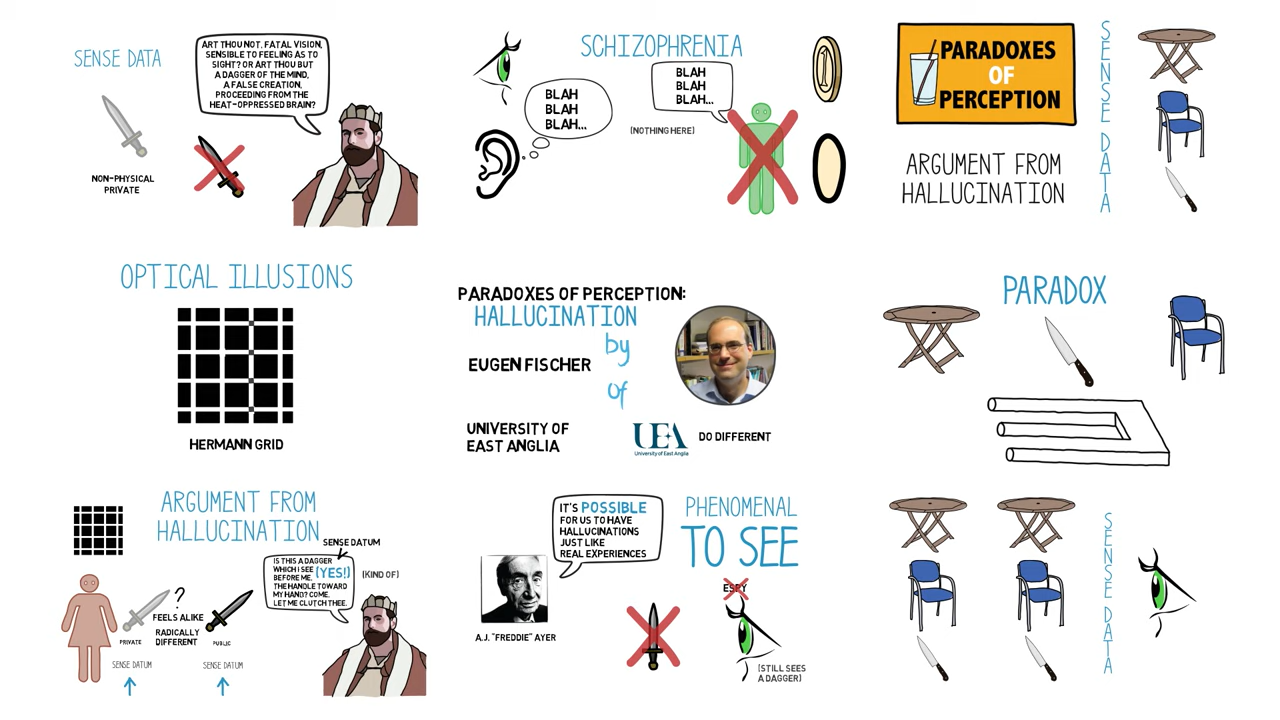 SENSE DATA
ART THOU NOT, FATAL VISION,
SENSIBLE TO FEELING AS TO
SIGHT? OR ART THOU BUT
A DAGGER OF THE MIND,
A FALSE CREATION,
PROCEEDING FROM THE
HEAT-OPPRESSED BRAIN?
NON-PHYSICAL
PRIVATE
SCHIZOPHRENIA
BLAH
BLAH
BLAH...
BLAH
BLAH
BLAH...
(NOTHING HERE)
1
PARADOXES
OF
PERCEPTION
ARGUMENT FROM
HALLUCINATION
SENSE DATA
OPTICAL ILLUSIONS
HERMANN GRID
PARADOXES OF PERCEPTION:
HALLUCINATION
by
EUGEN FISCHER
of
UNIVERSITY OF
EAST ANGLIA
UEA
University of East Anglia
DO DIFFERENT
PARADOX
ARGUMENT FROM
HALLUCINATION
SENSE DATUM
IS THIS A DAGGER
WHICH I SEE (YES!)
BEFORE ME,
THE HANDLE TOWARD
MY HAND? COME,
LET ME CLUTCH THEE.
(KIND OF)
?
FEELS ALIKE
RADICALLY
DIFFERENT
PRIVATE
PUBLIC
SENSE DATUM
SENSE DATUM
IT'S POSSIBLE
FOR US TO HAVE
HALLUCINATIONS
JUST LIKE
REAL EXPERIENCES
A.J. "FREDDIE" AYER
PHENOMENAL
TO SEE
ESPY
(STILL SEES
A DAGGER)
SENSE DATA